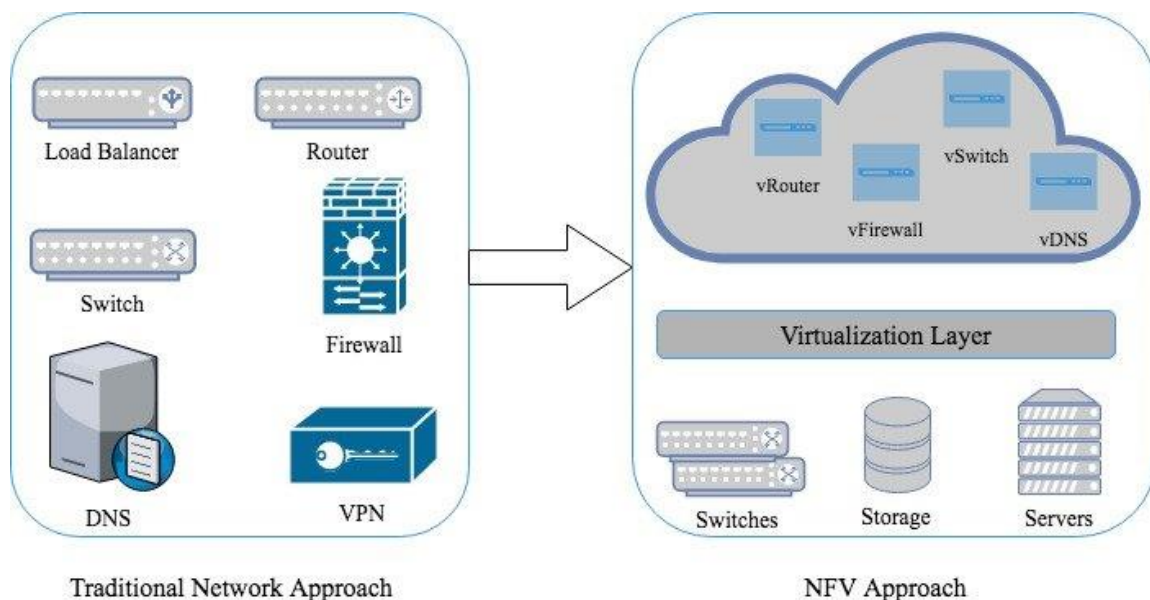 Load Balancer
Router
Switch
Firewall
DNS
VPN
Traditional Network Approach
vRouter
vFirewall
vSwitch
vDNS
Virtualization Layer
Switches
Storage
Servers
NFV Approach